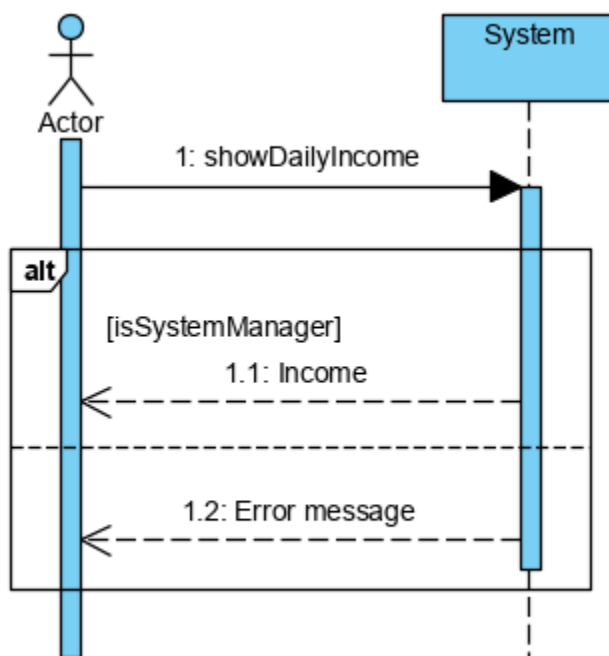 System
Actor
1: showDailyIncome
alt
[isSystemManager]
1.1: Income
1.2: Error message